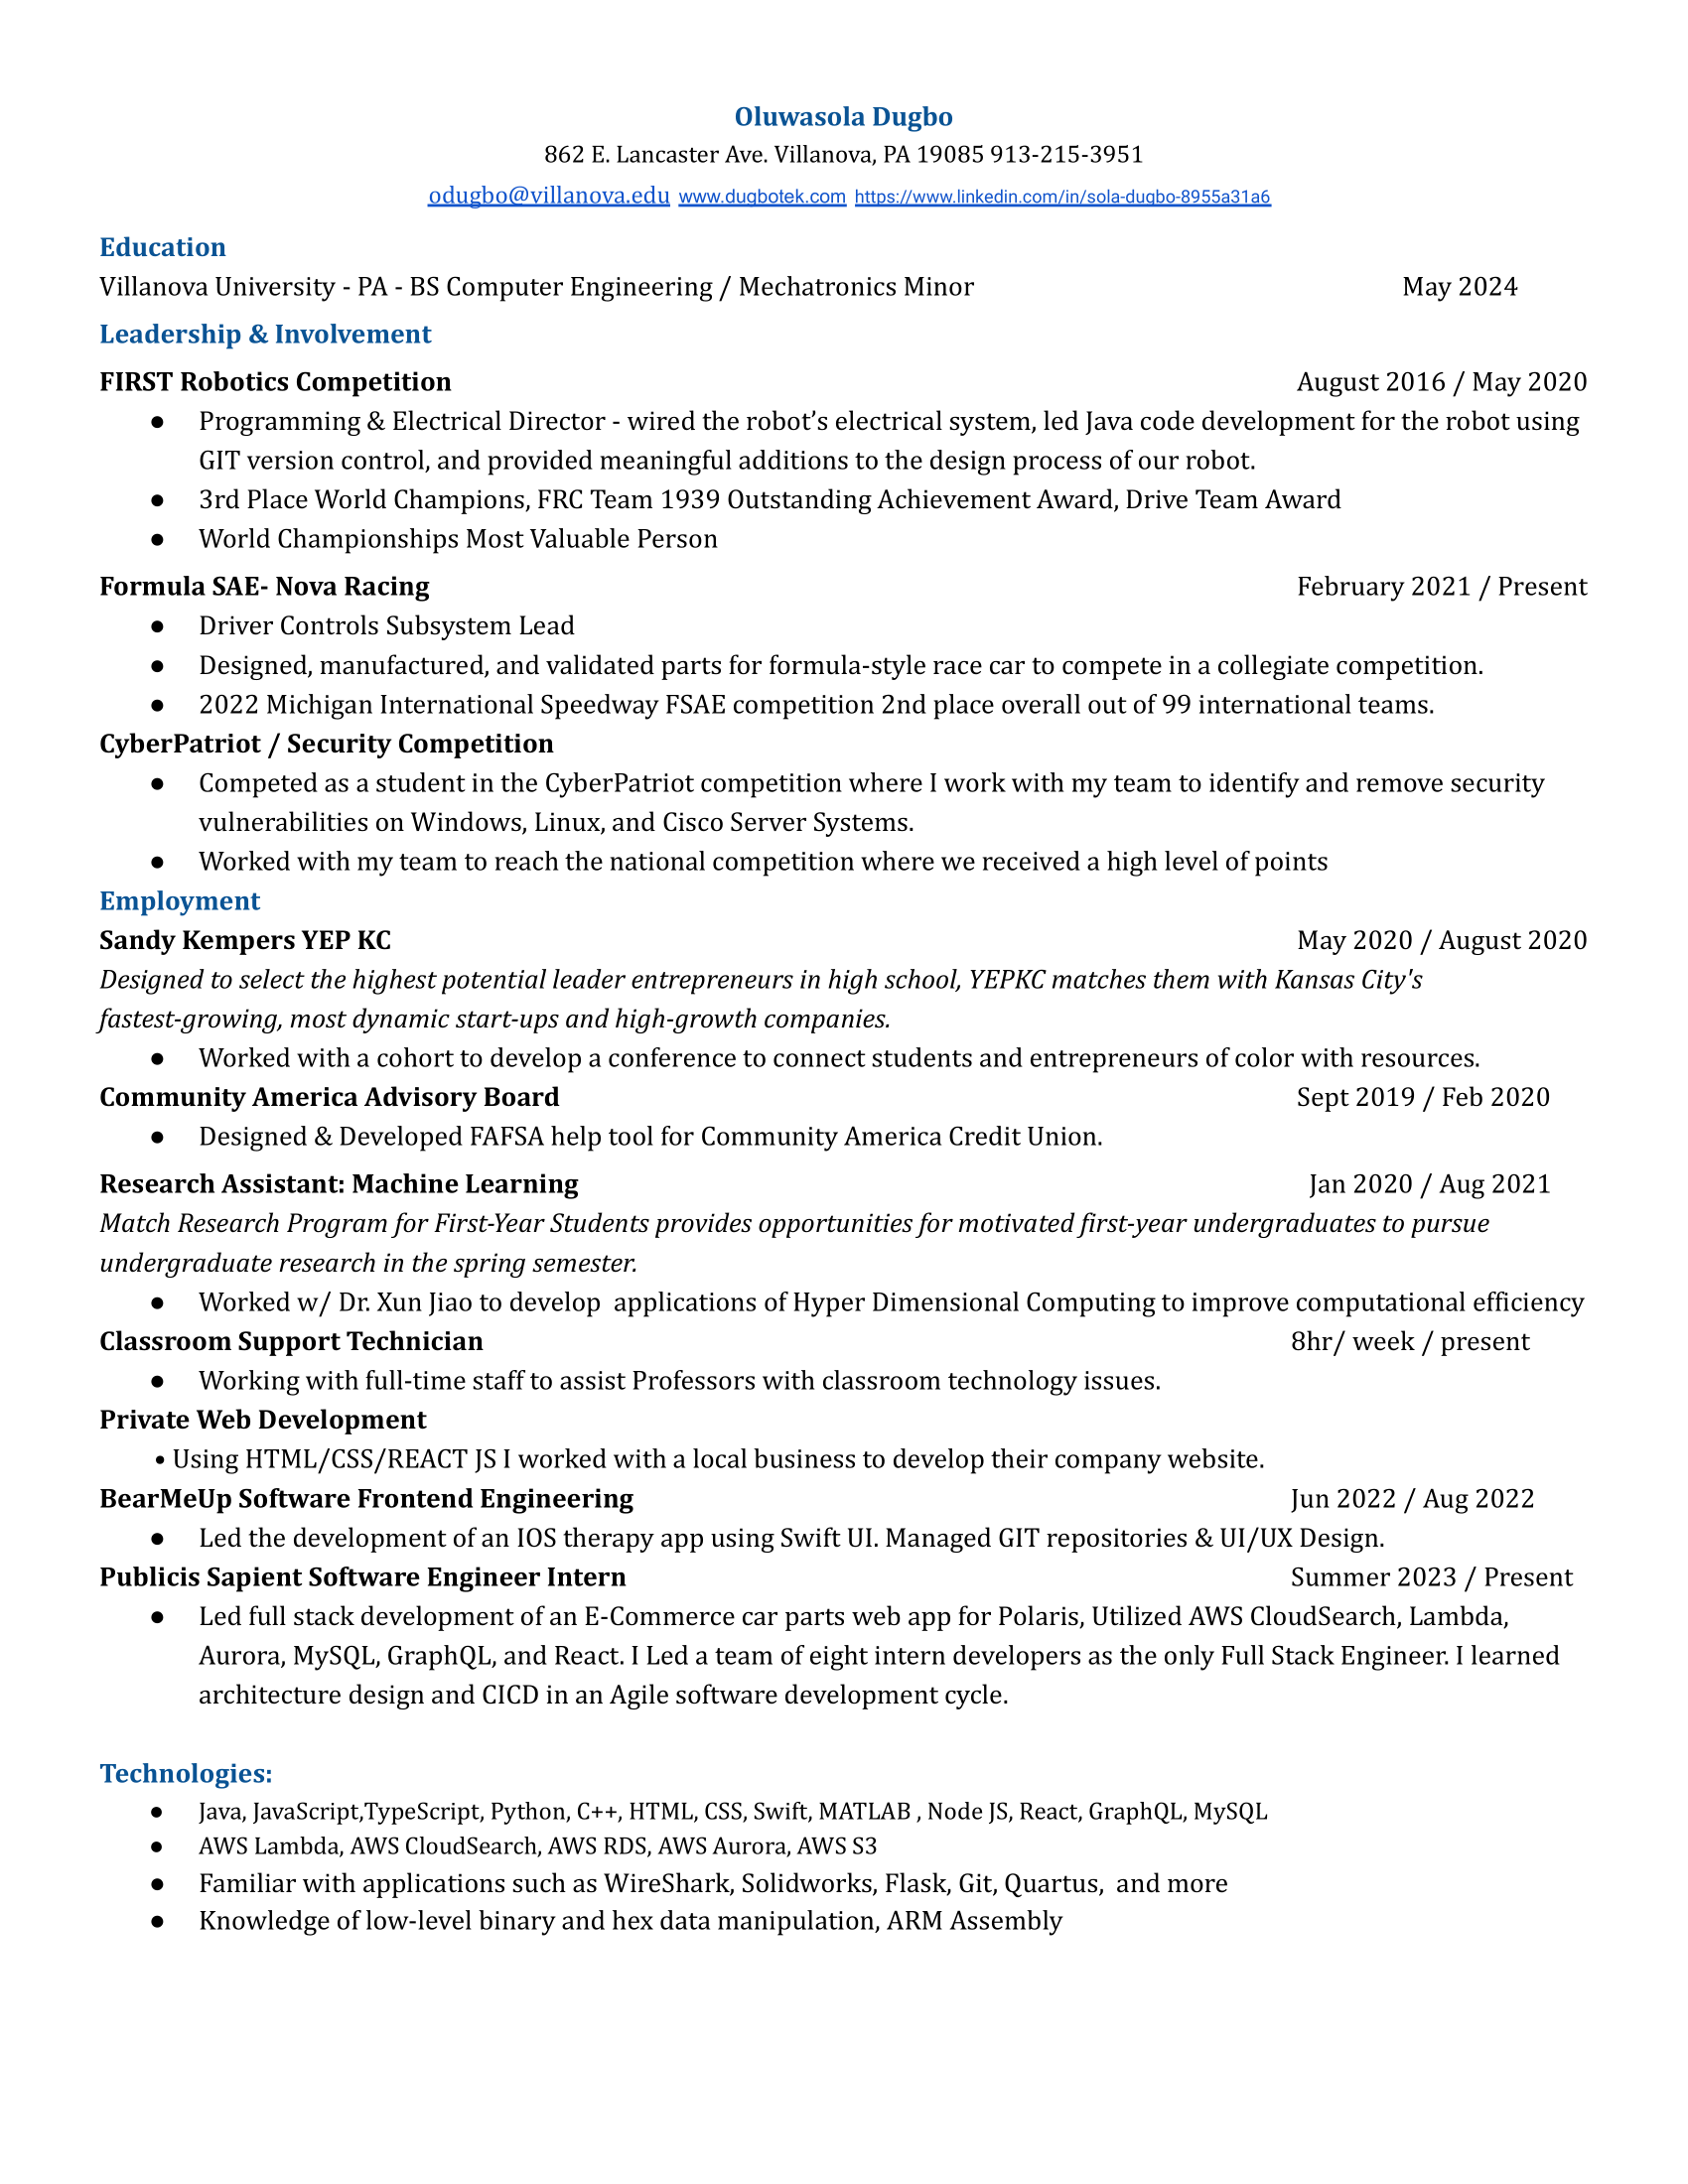 Oluwasola Dugbo
862 E. Lancaster Ave. Villanova, PA 19085 913-215-3951
odugbo@villanova.edu www.dugbotek.com https://www.linkedin.com/in/sola-dugbo-8955a31a6
Education
Villanova University - PA - BS Computer Engineering / Mechatronics Minor May 2024
Leadership & Involvement
FIRST Robotics Competition August 2016 / May 2020
● Programming & Electrical Director - wired the robot’s electrical system, led Java code development for the robot using
GIT version control, and provided meaningful additions to the design process of our robot.
● 3rd Place World Champions, FRC Team 1939 Outstanding Achievement Award, Drive Team Award
● World Championships Most Valuable Person
Formula SAE- Nova Racing February 2021 / Present
● Driver Controls Subsystem Lead
● Designed, manufactured, and validated parts for formula-style race car to compete in a collegiate competition.
● 2022 Michigan International Speedway FSAE competition 2nd place overall out of 99 international teams.
CyberPatriot / Security Competition
● Competed as a student in the CyberPatriot competition where I work with my team to identify and remove security
vulnerabilities on Windows, Linux, and Cisco Server Systems.
● Worked with my team to reach the national competition where we received a high level of points
Employment
Sandy Kempers YEP KC May 2020 / August 2020
Designed to select the highest potential leader entrepreneurs in high school, YEPKC matches them with Kansas City's
fastest-growing, most dynamic start-ups and high-growth companies.
● Worked with a cohort to develop a conference to connect students and entrepreneurs of color with resources.
Community America Advisory Board Sept 2019 / Feb 2020
● Designed & Developed FAFSA help tool for Community America Credit Union.
Research Assistant: Machine Learning Jan 2020 / Aug 2021
Match Research Program for First-Year Students provides opportunities for motivated first-year undergraduates to pursue
undergraduate research in the spring semester.
● Worked w/ Dr. Xun Jiao to develop  applications of Hyper Dimensional Computing to improve computational efficiency
Classroom Support Technician 8hr/ week / present
● Working with full-time staff to assist Professors with classroom technology issues.
Private Web Development
• Using HTML/CSS/REACT JS I worked with a local business to develop their company website.
BearMeUp Software Frontend Engineering Jun 2022 / Aug 2022
● Led the development of an IOS therapy app using Swift UI. Managed GIT repositories & UI/UX Design.
Publicis Sapient Software Engineer Intern Summer 2023 / Present
● Led full stack development of an E-Commerce car parts web app for Polaris, Utilized AWS CloudSearch, Lambda,
Aurora, MySQL, GraphQL, and React. I Led a team of eight intern developers as the only Full Stack Engineer. I learned
architecture design and CICD in an Agile software development cycle.
Technologies:
● Java, JavaScript,TypeScript, Python, C++, HTML, CSS, Swift, MATLAB , Node JS, React, GraphQL, MySQL
● AWS Lambda, AWS CloudSearch, AWS RDS, AWS Aurora, AWS S3
● Familiar with applications such as WireShark, Solidworks, Flask, Git, Quartus,  and more
● Knowledge of low-level binary and hex data manipulation, ARM Assembly